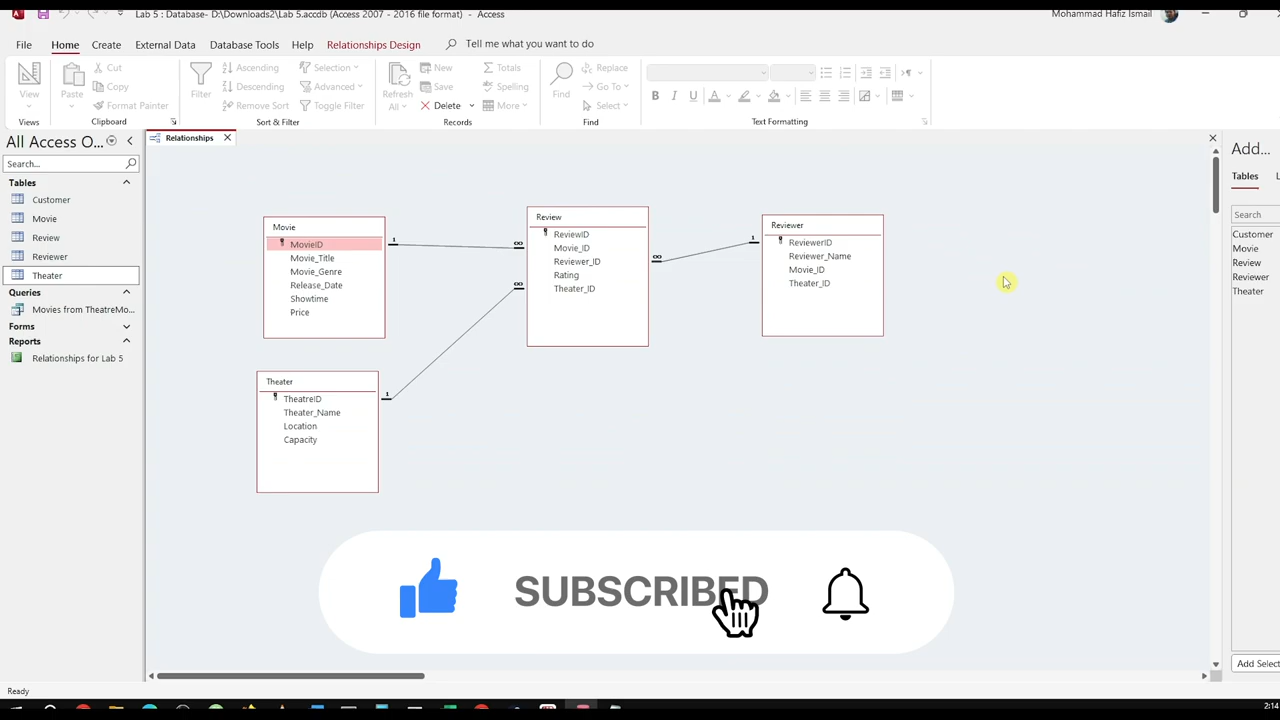 Lab 5 : Database- D:\Downloads2\Lab 5.accdb (Access 2007 - 2016 file format) - Access
Mohammad Hafiz Ismail
File Home Create External Data Database Tools Help Relationships Design Tell me what you want to do
View
Paste
Cut
Copy
Format Painter
Filter
Ascending
Descending
Remove Sort
Selection
Advanced
Toggle Filter
Refresh
All
New
Save
Delete
Totals
Spelling
More
Find
Replace
Go To
Select
B I U A
Views Clipboard Sort & Filter Records Find Text Formatting
All Access O...
Search...
Tables
Customer
Movie
Review
Reviewer
Theater
Queries
Movies from TheatreMo...
Forms
Reports
Relationships for Lab 5
Relationships
Movie
MovieID
Movie_Title
Movie_Genre
Release_Date
Showtime
Price
1
∞
Review
ReviewID
Movie_ID
Reviewer_ID
Rating
Theater_ID
∞
∞
1
Reviewer
ReviewerID
Reviewer_Name
Movie_ID
Theater_ID
Theater
TheatreID
Theater_Name
Location
Capacity
1
SUBSCRIBED
Add...
Tables
Search
Customer
Movie
Review
Reviewer
Theater
Add Selec
Ready
2:14